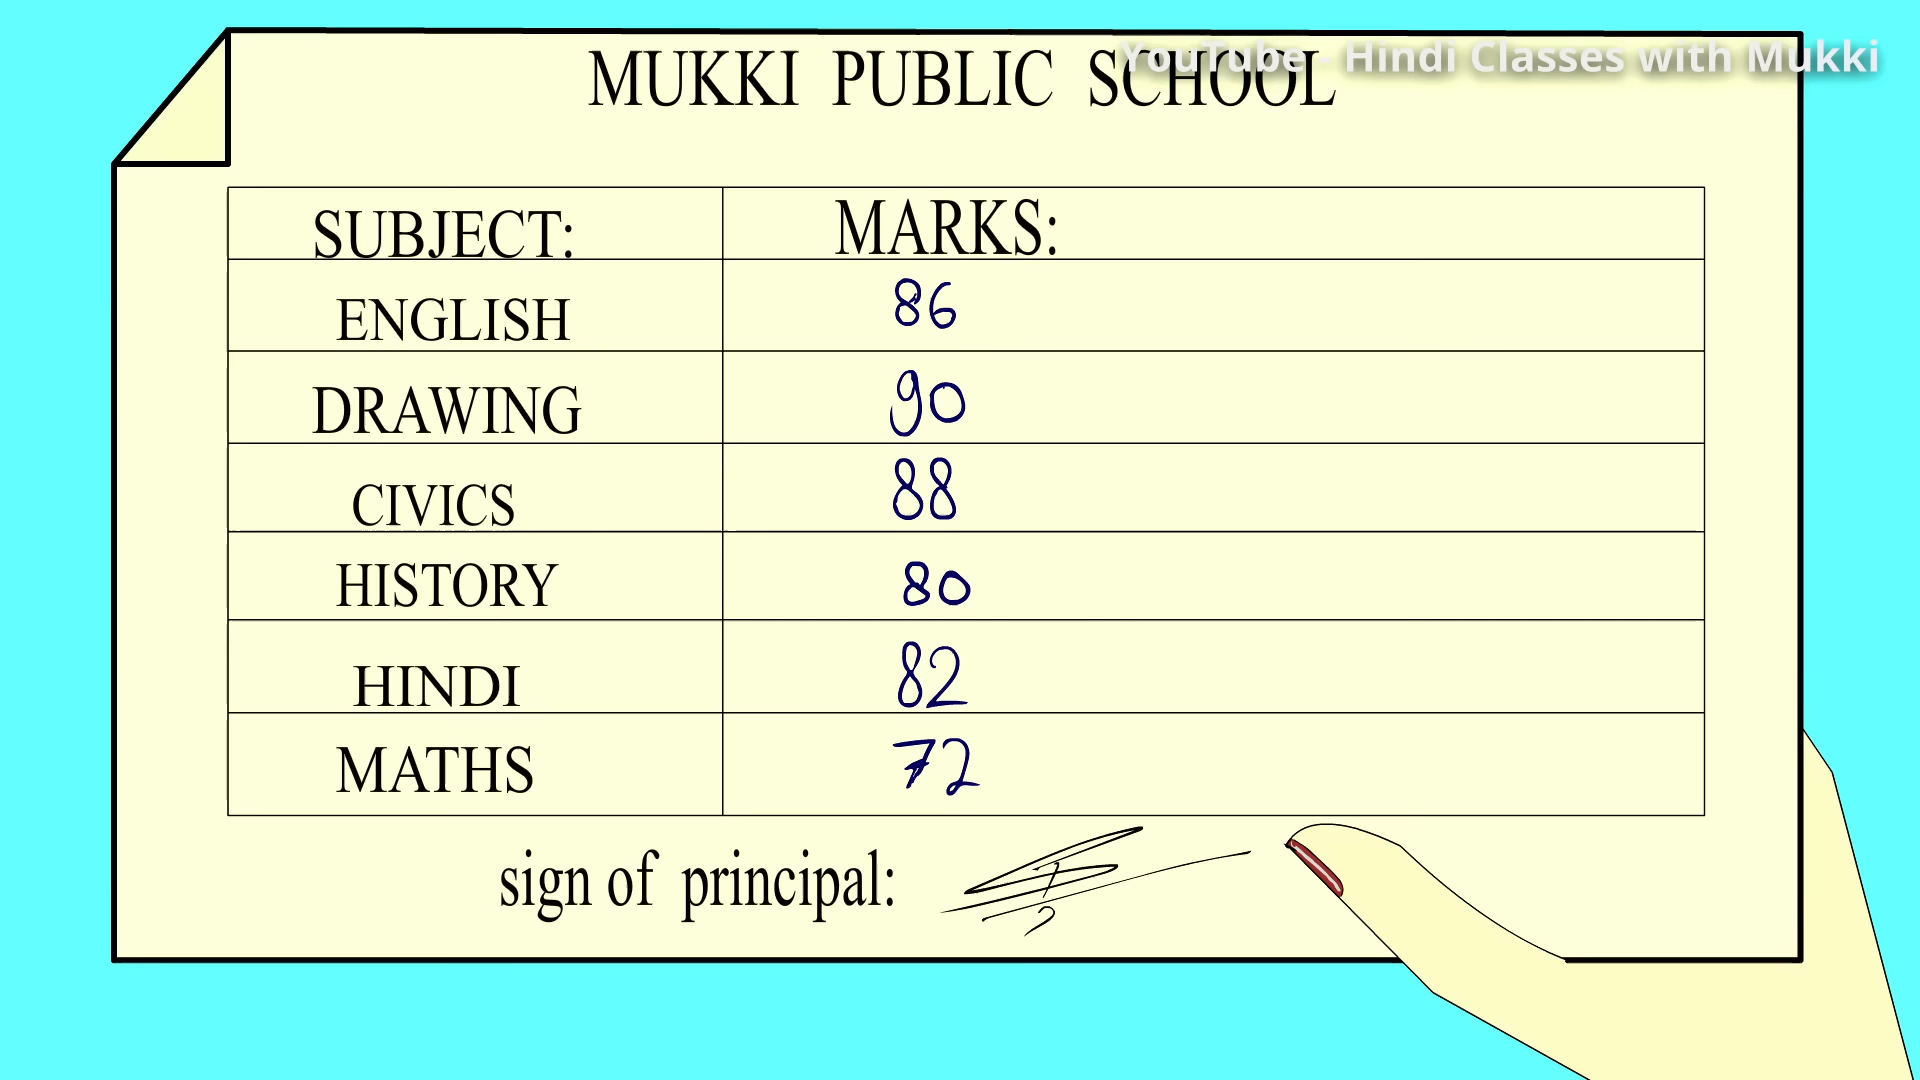 YouTube - Hindi Classes with Mukki
MUKKI PUBLIC SCHOOL
SUBJECT: MARKS:
ENGLISH 86
DRAWING 90
CIVICS 88
HISTORY 80
HINDI 82
MATHS 72
sign of principal: